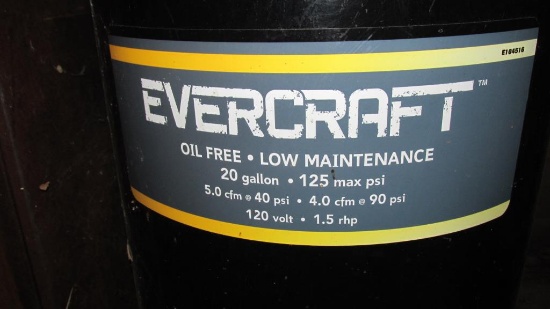 E104516
EVERCRAFT™
OIL FREE • LOW MAINTENANCE
20 gallon • 125 max psi
5.0 cfm @ 40 psi • 4.0 cfm @ 90 psi
120 volt • 1.5 rhp